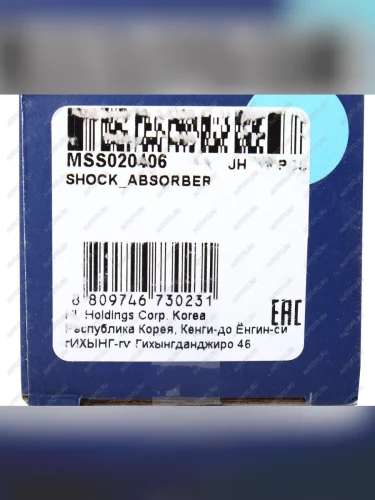 MSS020406 JH
SHOCK_ABSORBER
8 809746 730231
Holdings Corp. Korea
Республика Корея, Кенги-до Ёнгин-си
гИХЫНГ-гу Гихынгданджиро 46
EAC